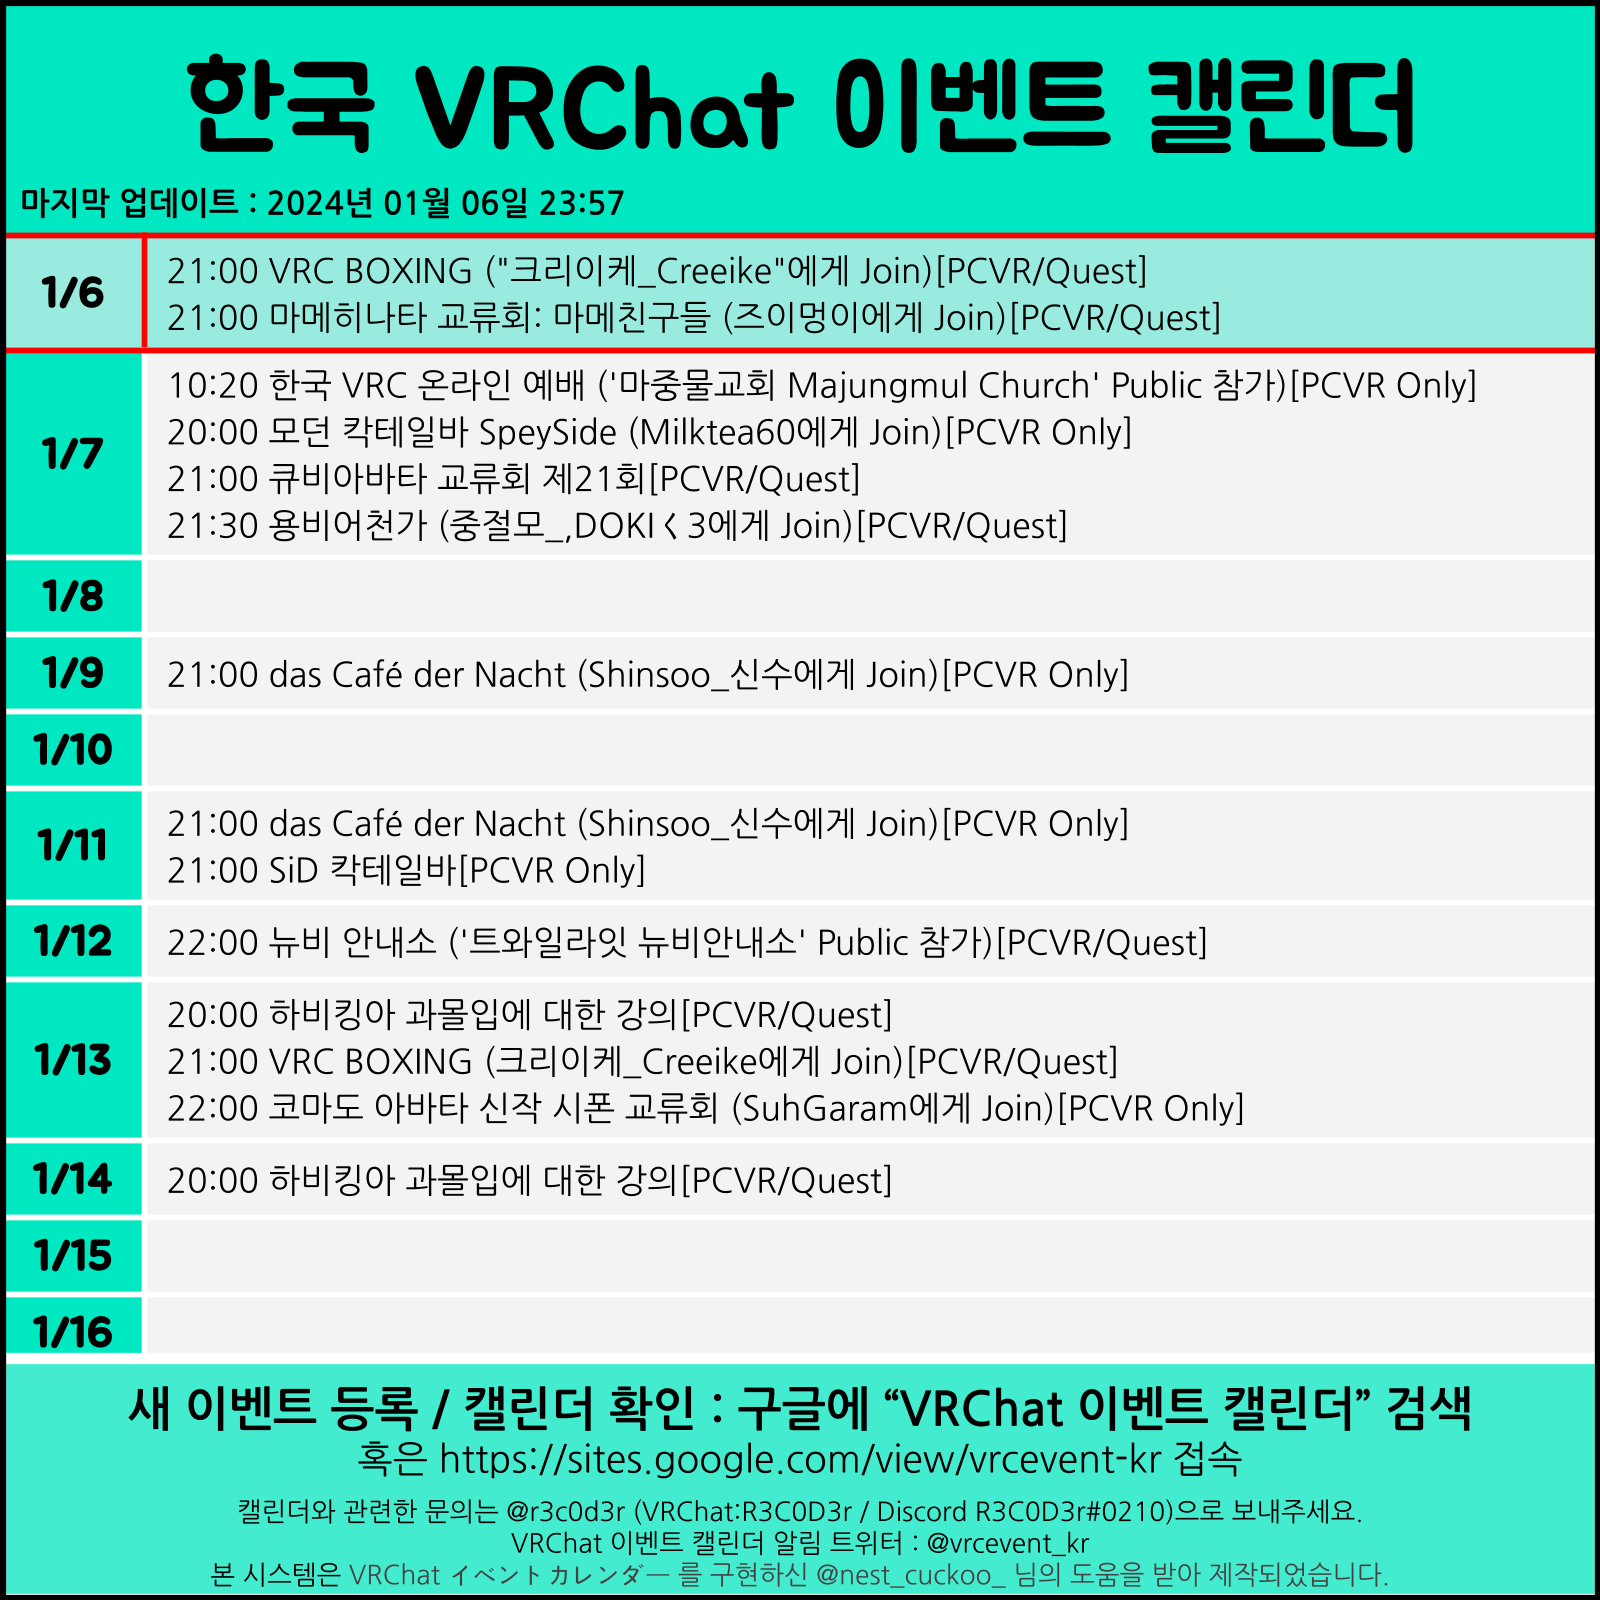 한국 VRChat 이벤트 캘린더
마지막 업데이트 : 2024년 01월 06일 23:57
1/6
21:00 VRC BOXING ("크리이케_Creeike"에게 Join)[PCVR/Quest]
21:00 마메히나타 교류회: 마메친구들 (즈이멍이에게 Join)[PCVR/Quest]
1/7
10:20 한국 VRC 온라인 예배 ('마중물교회 Majungmul Church' Public 참가)[PCVR Only]
20:00 모던 칵테일바 SpeySide (Milktea60에게 Join)[PCVR Only]
21:00 큐비아바타 교류회 제21회[PCVR/Quest]
21:30 용비어천가 (중절모_,DOKIく3에게 Join)[PCVR/Quest]
1/8
1/9
21:00 das Café der Nacht (Shinsoo_신수에게 Join)[PCVR Only]
1/10
1/11
21:00 das Café der Nacht (Shinsoo_신수에게 Join)[PCVR Only]
21:00 SiD 칵테일바[PCVR Only]
1/12
22:00 뉴비 안내소 ('트와일라잇 뉴비안내소' Public 참가)[PCVR/Quest]
1/13
20:00 하비킹아 과몰입에 대한 강의[PCVR/Quest]
21:00 VRC BOXING (크리이케_Creeike에게 Join)[PCVR/Quest]
22:00 코마도 아바타 신작 시폰 교류회 (SuhGaram에게 Join)[PCVR Only]
1/14
20:00 하비킹아 과몰입에 대한 강의[PCVR/Quest]
1/15
1/16
새 이벤트 등록 / 캘린더 확인 : 구글에 “VRChat 이벤트 캘린더” 검색
혹은 https://sites.google.com/view/vrcevent-kr 접속
캘린더와 관련한 문의는 @r3c0d3r (VRChat:R3C0D3r / Discord R3C0D3r#0210)으로 보내주세요.
VRChat 이벤트 캘린더 알림 트위터 : @vrcevent_kr
본 시스템은 VRChat イベントカレンダー 를 구현하신 @nest_cuckoo_ 님의 도움을 받아 제작되었습니다.